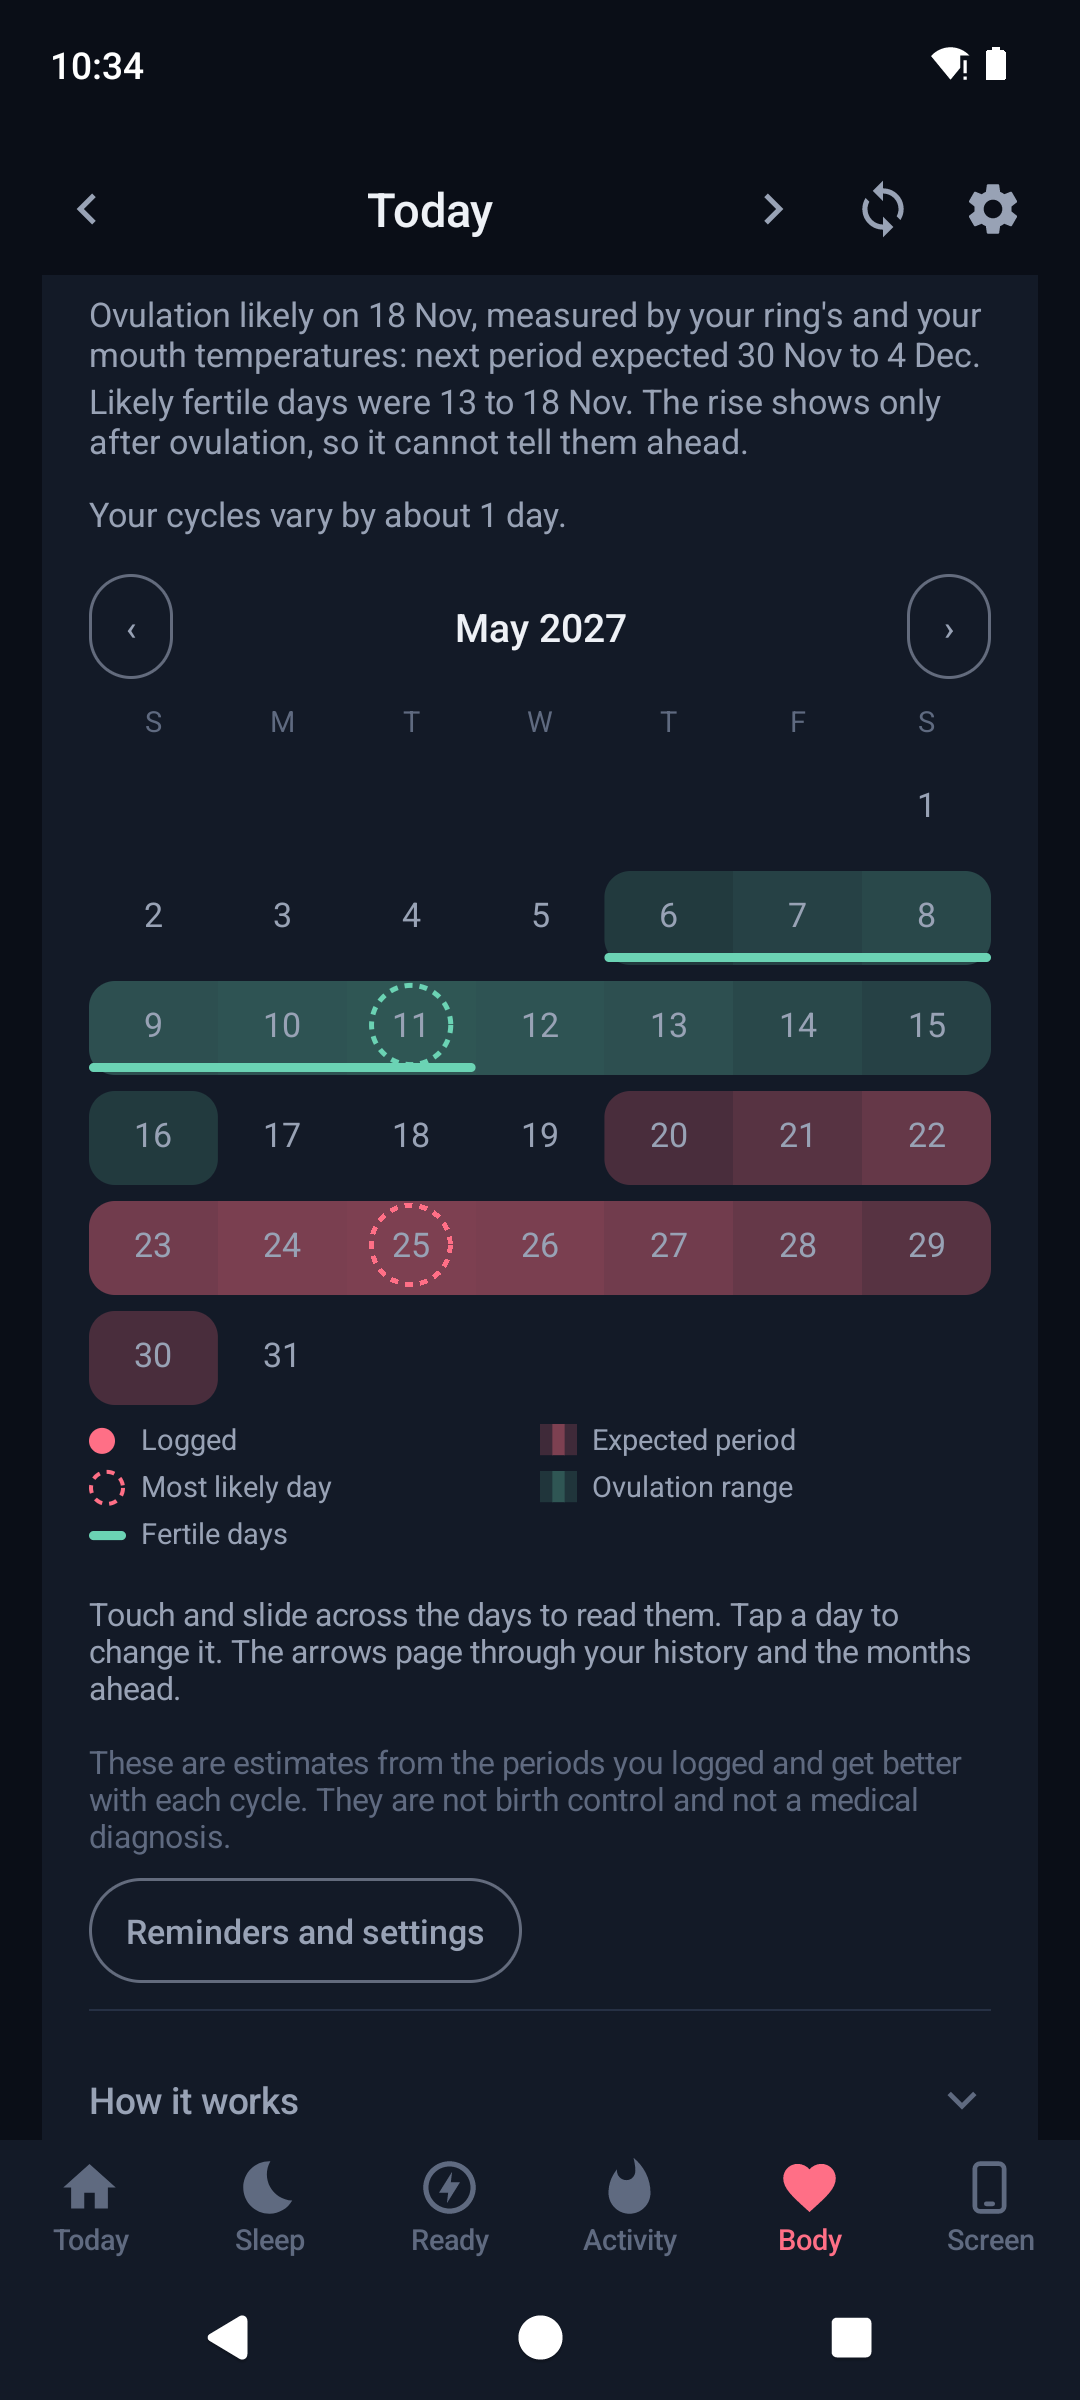 10:34
Today
Ovulation likely on 18 Nov, measured by your ring's and your
mouth temperatures: next period expected 30 Nov to 4 Dec.
Likely fertile days were 13 to 18 Nov. The rise shows only
after ovulation, so it cannot tell them ahead.
Your cycles vary by about 1 day.
‹ May 2027 ›
S M T W T F S
1
2 3 4 5 6 7 8
9 10 11 12 13 14 15
16 17 18 19 20 21 22
23 24 25 26 27 28 29
30 31
Logged Expected period
Most likely day Ovulation range
Fertile days
Touch and slide across the days to read them. Tap a day to
change it. The arrows page through your history and the months
ahead.
These are estimates from the periods you logged and get better
with each cycle. They are not birth control and not a medical
diagnosis.
Reminders and settings
How it works
Today Sleep Ready Activity Body Screen